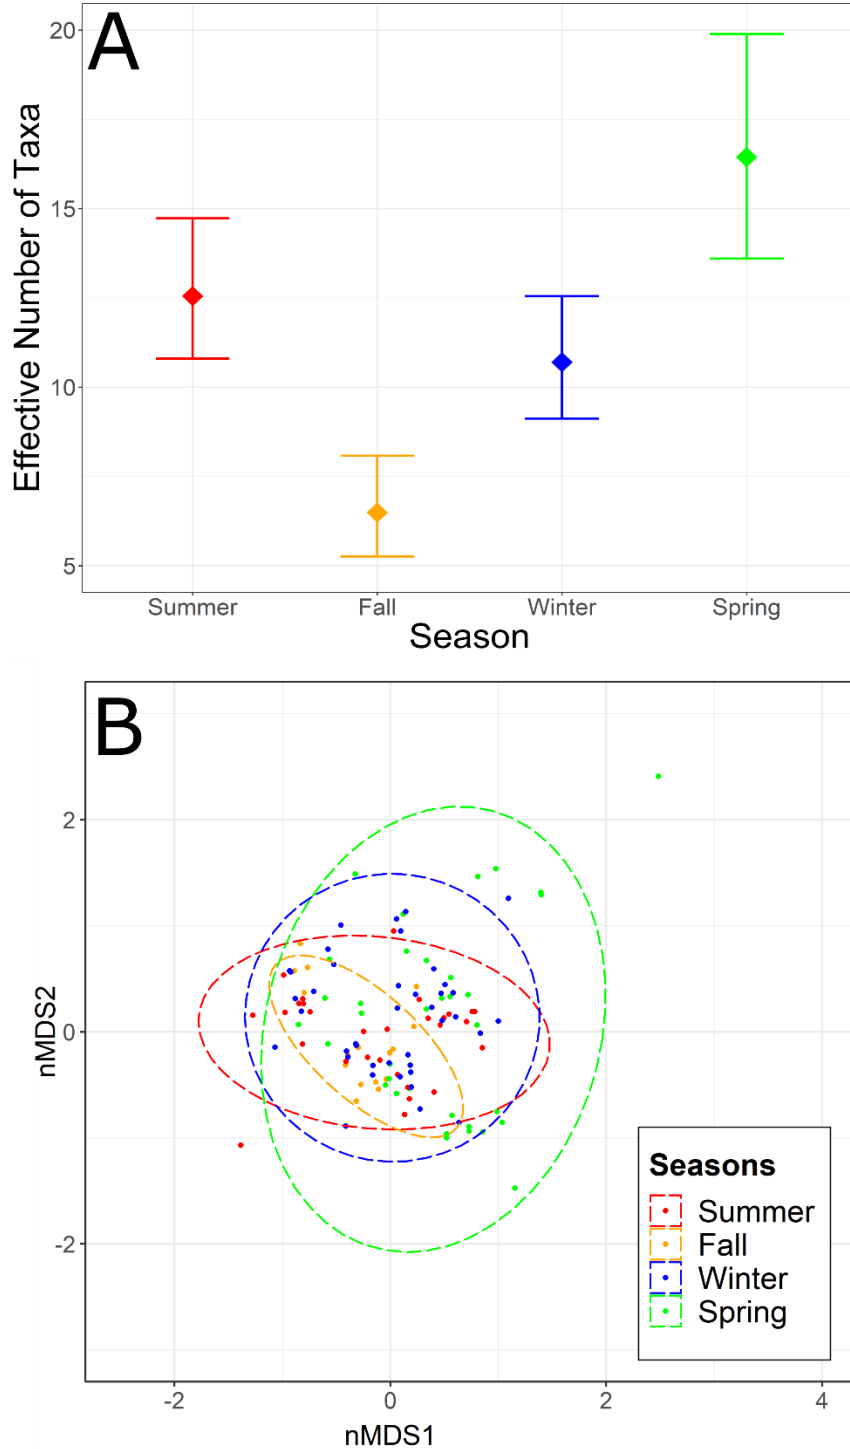 A
Effective Number of Taxa
20
15
10
5
Summer Fall Winter Spring
Season
B
nMDS2
2
0
-2
Seasons
Summer
Fall
Winter
Spring
-2 0 2 4
nMDS1